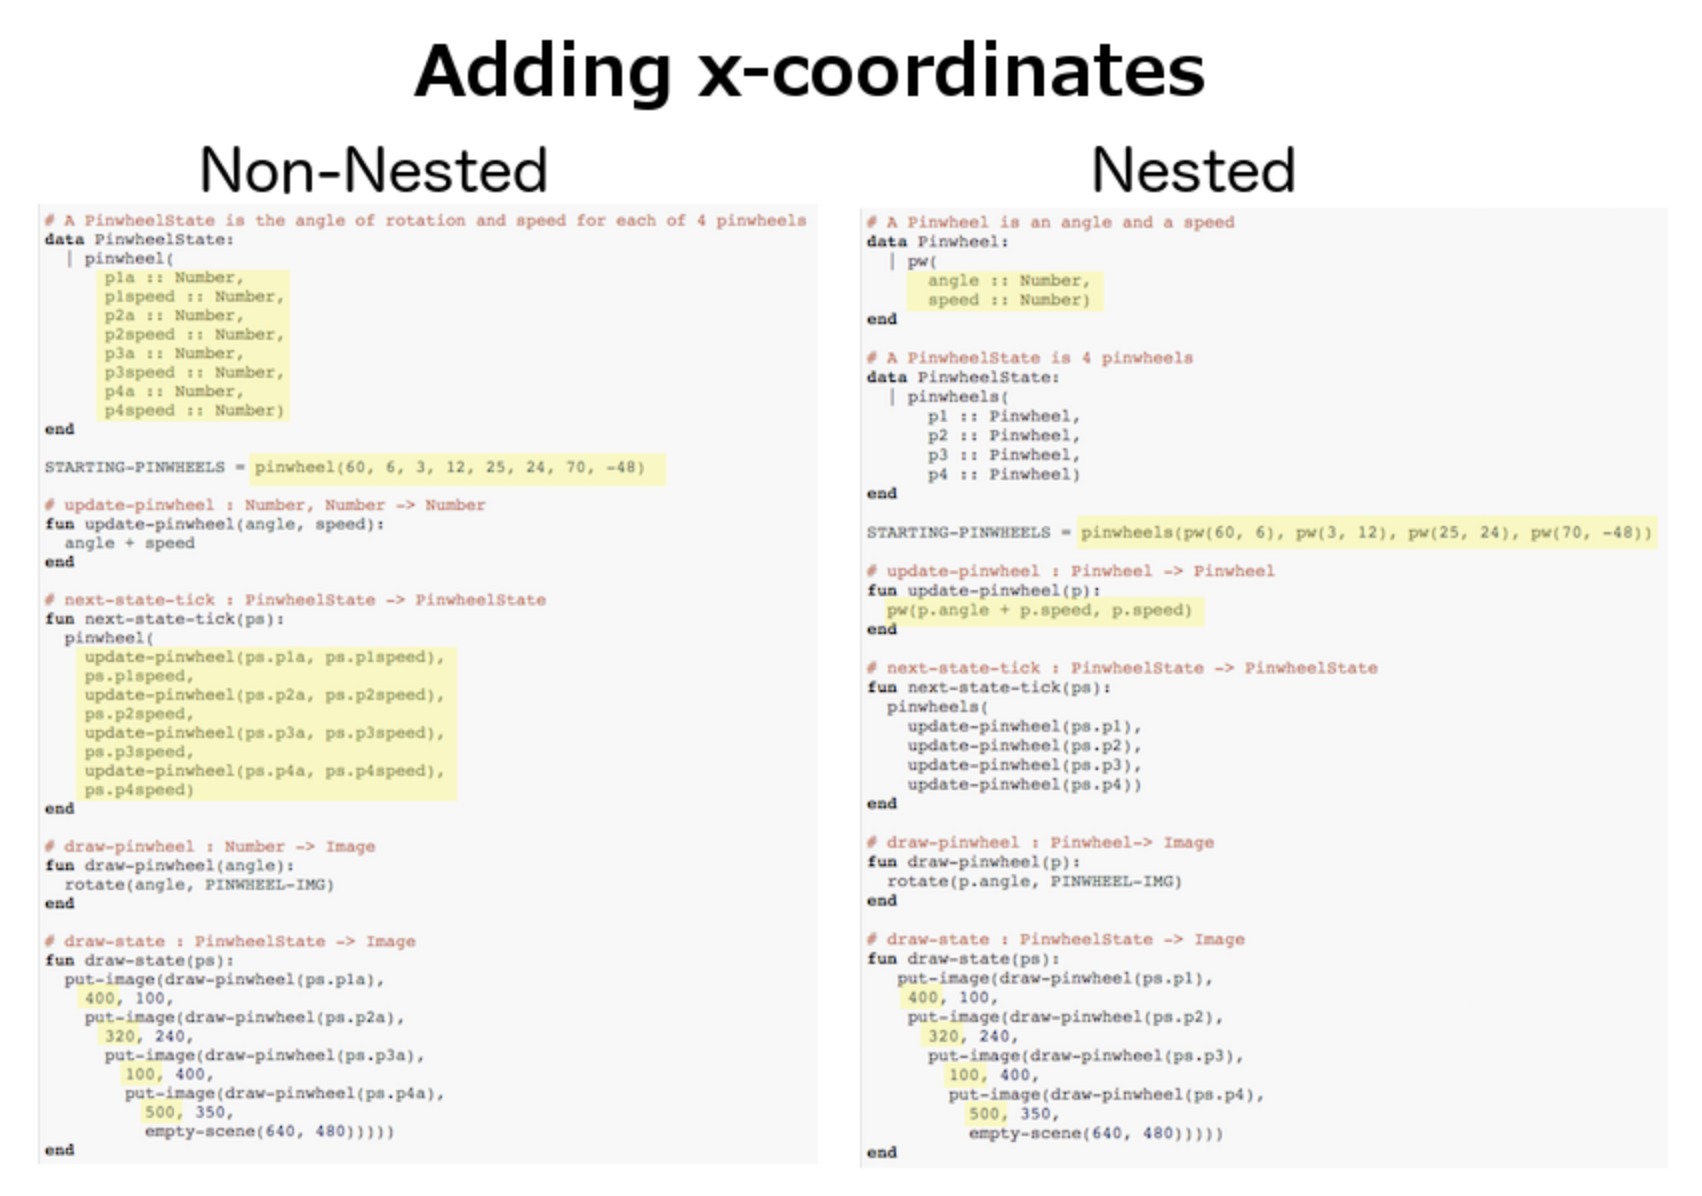 Adding x-coordinates
Non-Nested
# A PinwheelState is the angle of rotation and speed for each of 4 pinwheels
data PinwheelState:
  | pinwheel(
      p1a :: Number,
      p1speed :: Number,
      p2a :: Number,
      p2speed :: Number,
      p3a :: Number,
      p3speed :: Number,
      p4a :: Number,
      p4speed :: Number)
end
STARTING-PINWHEELS = pinwheel(60, 6, 3, 12, 25, 24, 70, -48)
# update-pinwheel : Number, Number -> Number
fun update-pinwheel(angle, speed):
  angle + speed
end
# next-state-tick : PinwheelState -> PinwheelState
fun next-state-tick(ps):
  pinwheel(
    update-pinwheel(ps.p1a, ps.p1speed),
    ps.p1speed,
    update-pinwheel(ps.p2a, ps.p2speed),
    ps.p2speed,
    update-pinwheel(ps.p3a, ps.p3speed),
    ps.p3speed,
    update-pinwheel(ps.p4a, ps.p4speed),
    ps.p4speed)
end
# draw-pinwheel : Number -> Image
fun draw-pinwheel(angle):
  rotate(angle, PINWHEEL-IMG)
end
# draw-state : PinwheelState -> Image
fun draw-state(ps):
  put-image(draw-pinwheel(ps.p1a),
    400, 100,
    put-image(draw-pinwheel(ps.p2a),
      320, 240,
      put-image(draw-pinwheel(ps.p3a),
        100, 400,
        put-image(draw-pinwheel(ps.p4a),
          500, 350,
          empty-scene(640, 480)))))
end
Nested
# A Pinwheel is an angle and a speed
data Pinwheel:
  | pw(
      angle :: Number,
      speed :: Number)
end
# A PinwheelState is 4 pinwheels
data PinwheelState:
  | pinwheels(
      p1 :: Pinwheel,
      p2 :: Pinwheel,
      p3 :: Pinwheel,
      p4 :: Pinwheel)
end
STARTING-PINWHEELS = pinwheels(pw(60, 6), pw(3, 12), pw(25, 24), pw(70, -48))
# update-pinwheel : Pinwheel -> Pinwheel
fun update-pinwheel(p):
  pw(p.angle + p.speed, p.speed)
end
# next-state-tick : PinwheelState -> PinwheelState
fun next-state-tick(ps):
  pinwheels(
    update-pinwheel(ps.p1),
    update-pinwheel(ps.p2),
    update-pinwheel(ps.p3),
    update-pinwheel(ps.p4))
end
# draw-pinwheel : Pinwheel-> Image
fun draw-pinwheel(p):
  rotate(p.angle, PINWHEEL-IMG)
end
# draw-state : PinwheelState -> Image
fun draw-state(ps):
   put-image(draw-pinwheel(ps.p1),
    400, 100,
    put-image(draw-pinwheel(ps.p2),
      320, 240,
      put-image(draw-pinwheel(ps.p3),
        100, 400,
        put-image(draw-pinwheel(ps.p4),
          500, 350,
          empty-scene(640, 480)))))
end